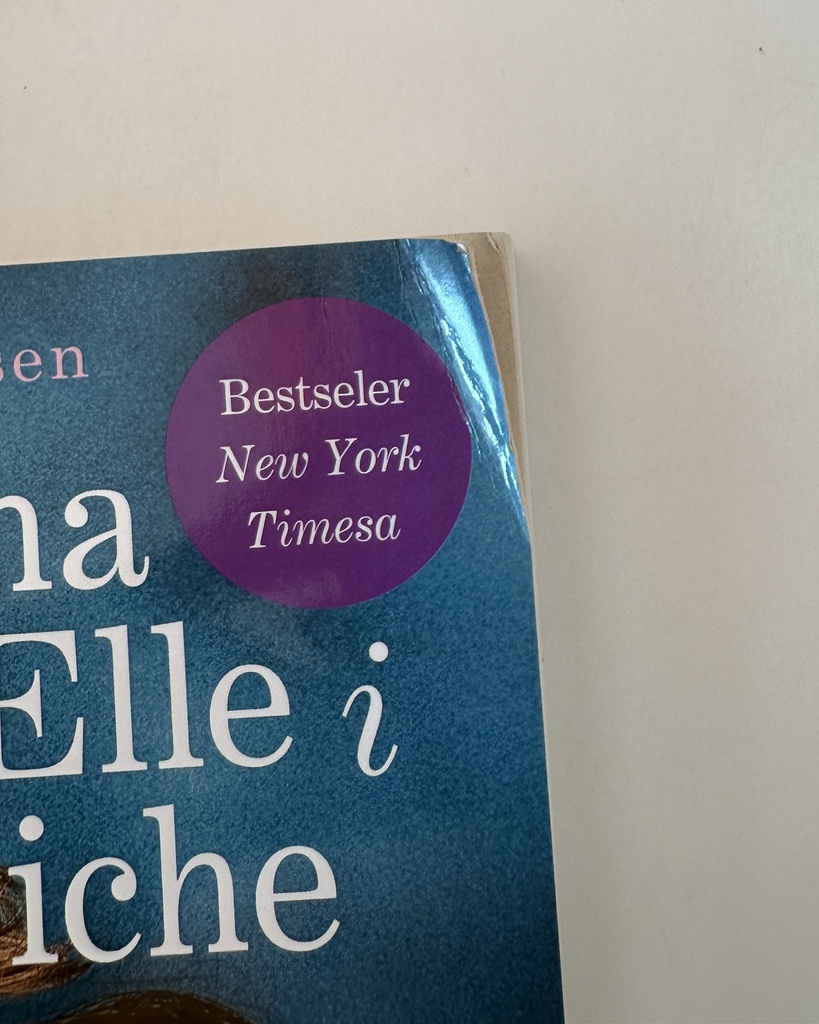 sen
Bestseler
New York
Timesa
na
Elle i
iche